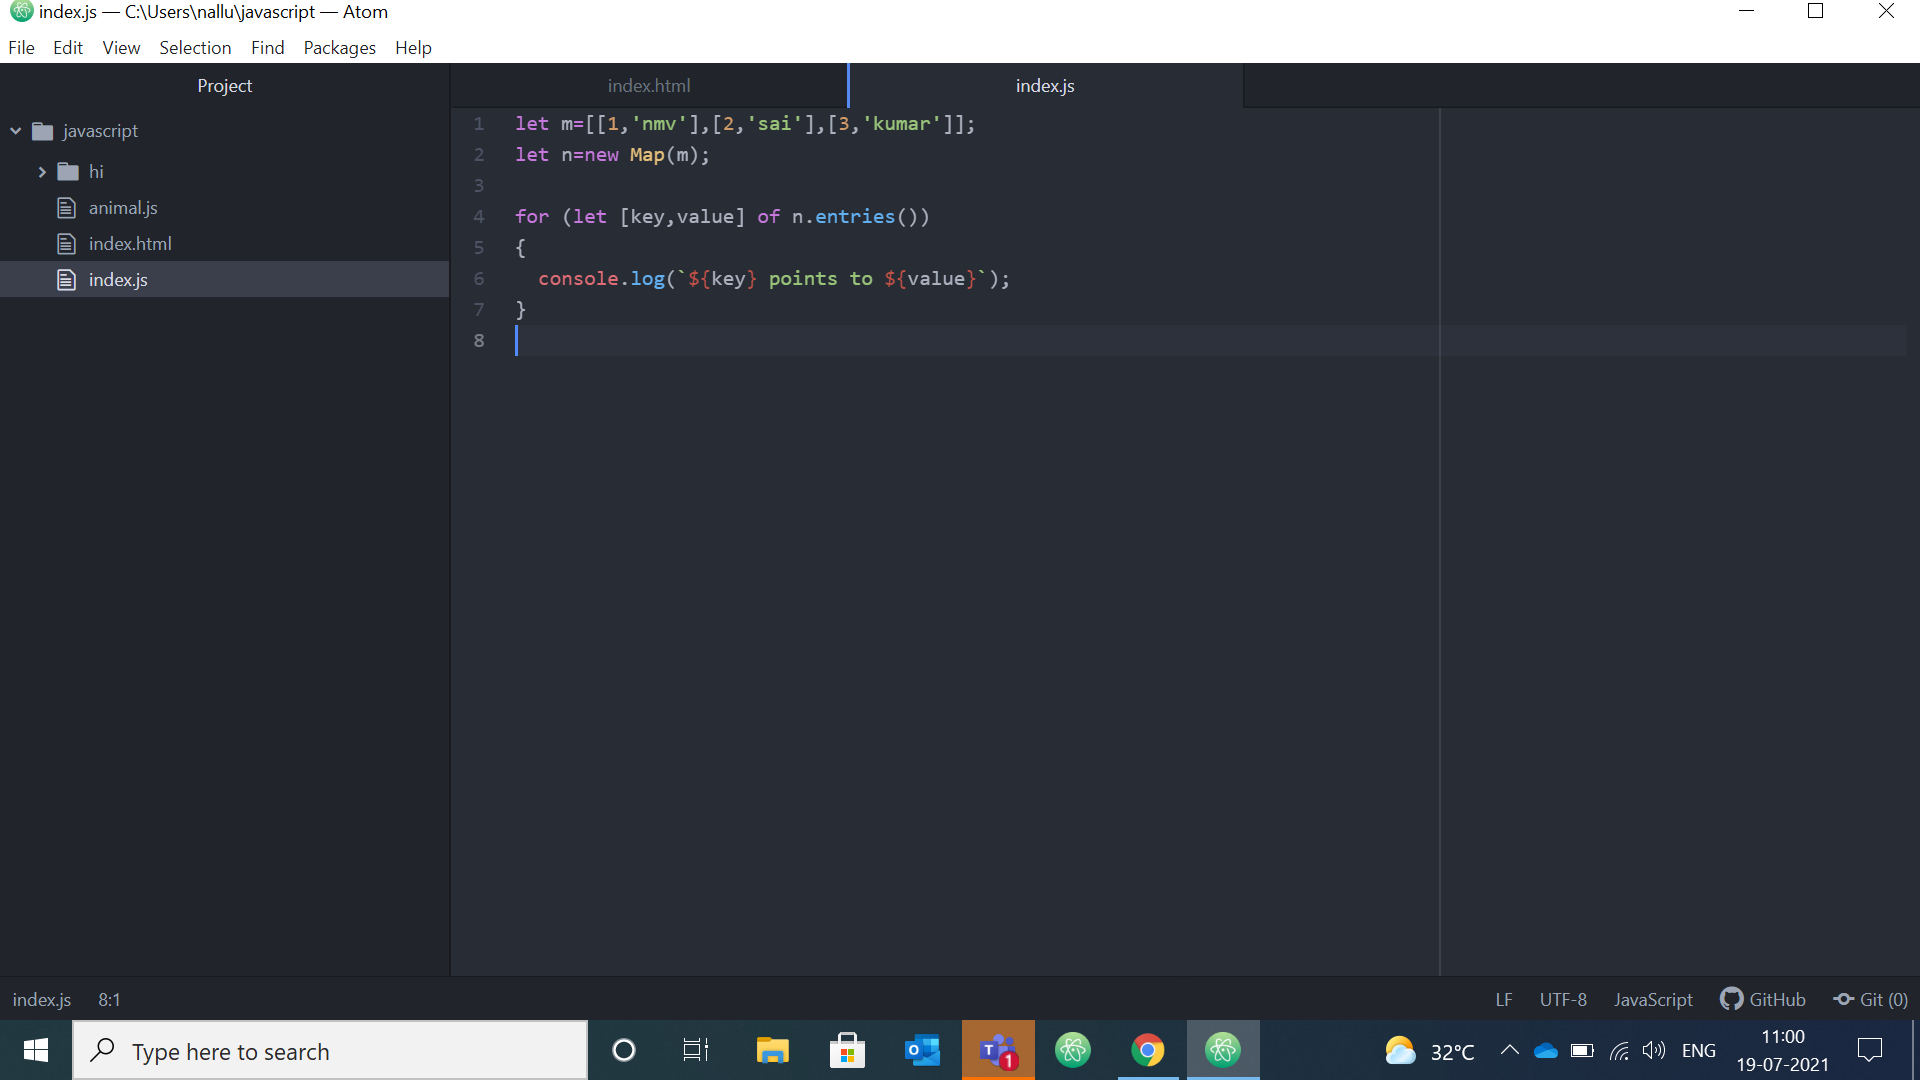 index.js — C:\Users\nallu\javascript — Atom
File Edit View Selection Find Packages Help
Project
javascript
hi
animal.js
index.html
index.js
index.html index.js
1 let m=[[1,'nmv'],[2,'sai'],[3,'kumar']];
2 let n=new Map(m);
3
4 for (let [key,value] of n.entries())
5 {
6 console.log(`${key} points to ${value}`);
7 }
8
index.js 8:1 LF UTF-8 JavaScript GitHub Git (0)
Type here to search
T 1
32°C ENG
11:00
19-07-2021